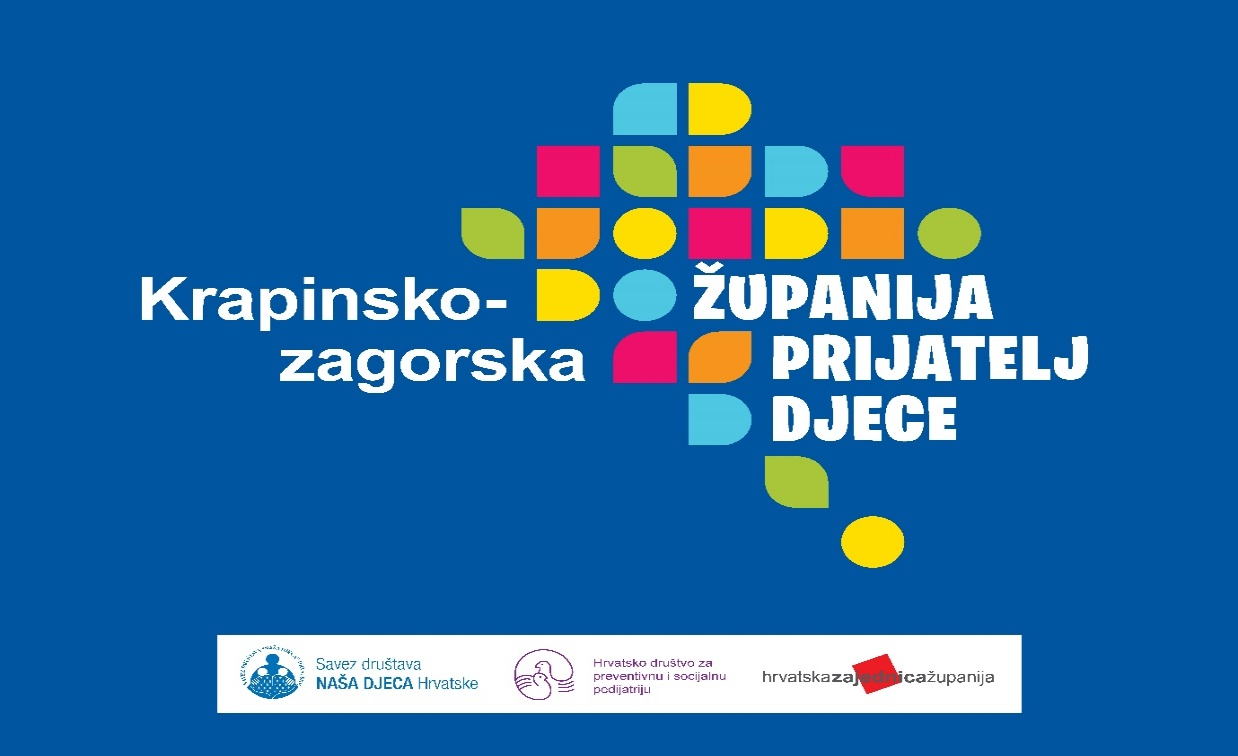 Krapinsko-
zagorska
ŽUPANIJA
PRIJATELJ
DJECE
Savez društava
NAŠA DJECA Hrvatske
Hrvatsko društvo za
preventivnu i socijalnu
pedijatriju
hrvatskazajednicažupanija